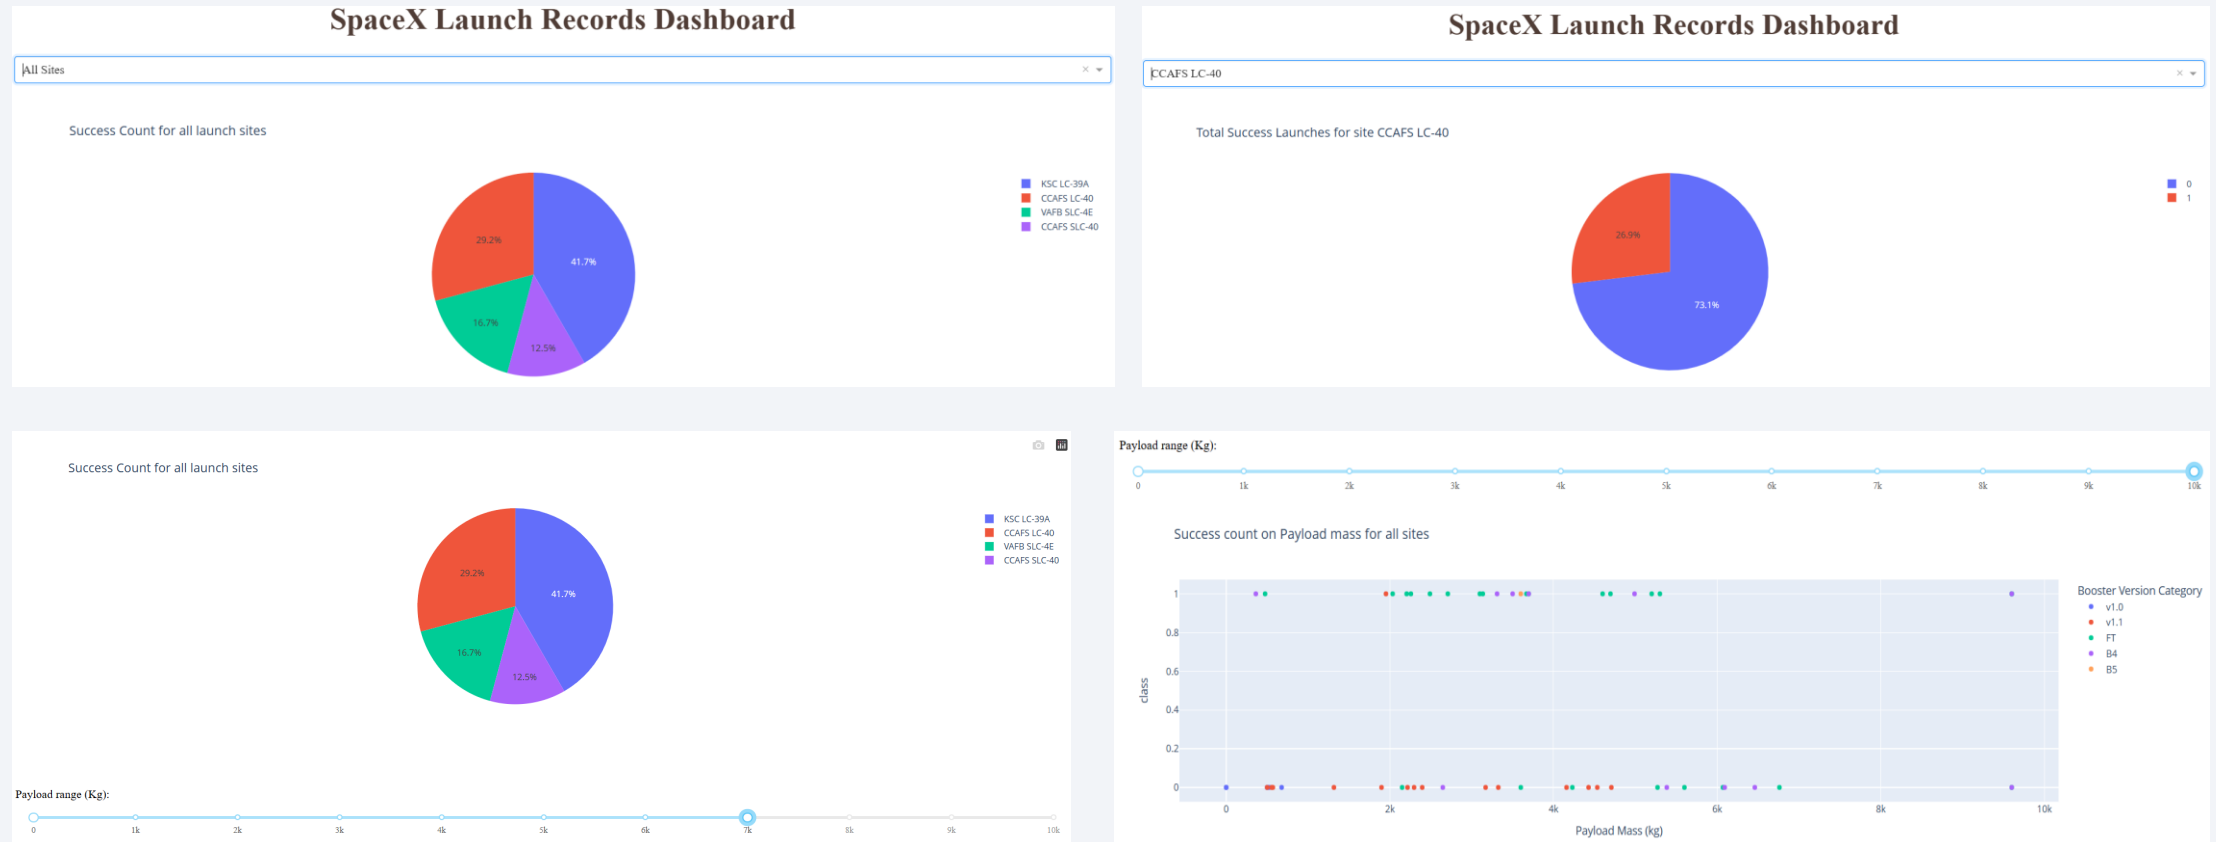 SpaceX Launch Records Dashboard
All Sites
Success Count for all launch sites
KSC LC-39A
CCAFS LC-40
VAFB SLC-4E
CCAFS SLC-40
29.2%
41.7%
16.7%
12.5%
SpaceX Launch Records Dashboard
CCAFS LC-40
Total Success Launches for site CCAFS LC-40
0
1
26.9%
73.1%
Success Count for all launch sites
KSC LC-39A
CCAFS LC-40
VAFB SLC-4E
CCAFS SLC-40
29.2%
41.7%
16.7%
12.5%
Payload range (Kg):
0 1k 2k 3k 4k 5k 6k 7k 8k 9k 10k
Payload range (Kg):
0 1k 2k 3k 4k 5k 6k 7k 8k 9k 10k
Success count on Payload mass for all sites
Booster Version Category
v1.0
v1.1
FT
B4
B5
class
1
0.8
0.6
0.4
0.2
0
0 2k 4k 6k 8k 10k
Payload Mass (kg)